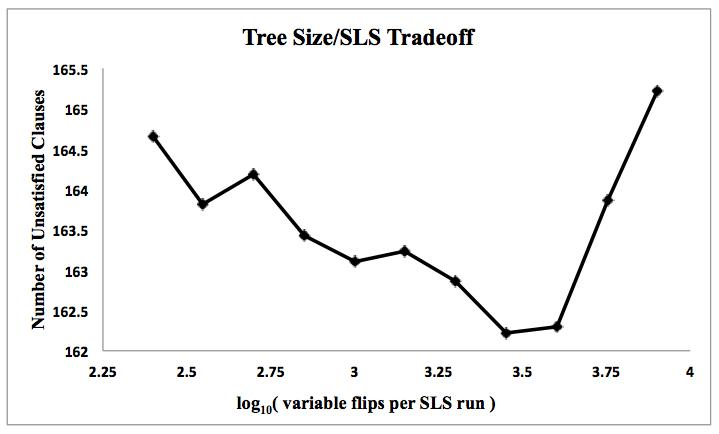 Tree Size/SLS Tradeoff
Number of Unsatisfied Clauses
165.5
165
164.5
164
163.5
163
162.5
162
2.25 2.5 2.75 3 3.25 3.5 3.75 4
log10( variable flips per SLS run )